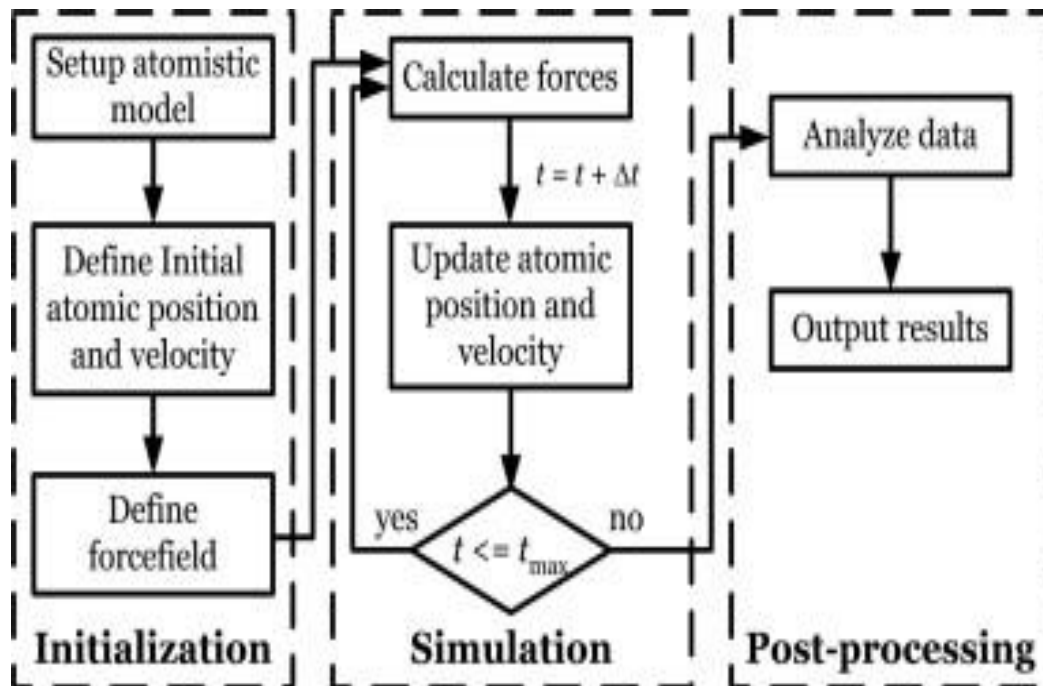 Setup atomistic
model
Define Initial
atomic position
and velocity
Define
forcefield
Initialization
Calculate forces
t = t + Δt
Update atomic
position and
velocity
yes
no
t <= tmax
Simulation
Analyze data
Output results
Post-processing